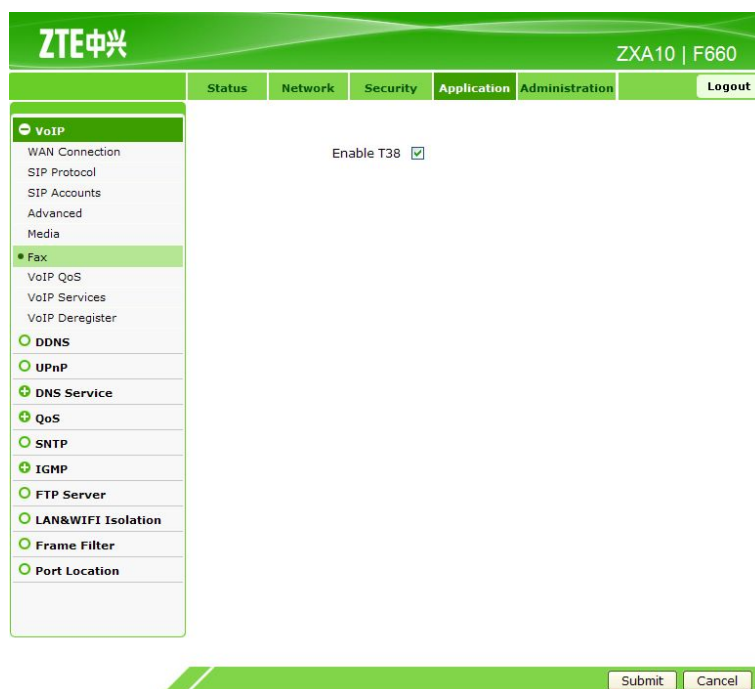 ZTE中兴
ZXA10 | F660
Status Network Security Application Administration Logout
VoIP
WAN Connection
SIP Protocol
SIP Accounts
Advanced
Media
Fax
VoIP QoS
VoIP Services
VoIP Deregister
DDNS
UPnP
DNS Service
QoS
SNTP
IGMP
FTP Server
LAN&WIFI Isolation
Frame Filter
Port Location
Enable T38
Submit Cancel